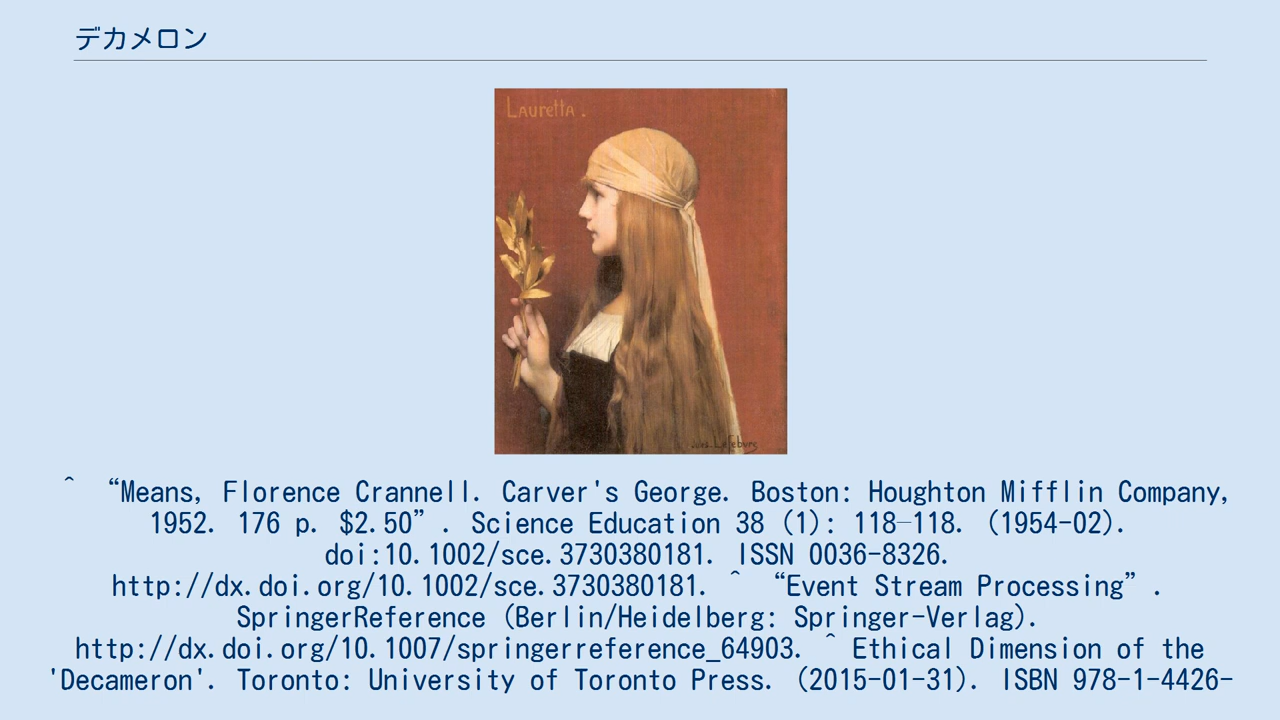 デカメロン
Lauretta .
^ “Means, Florence Crannell. Carver's George. Boston: Houghton Mifflin Company,
1952. 176 p. $2.50”. Science Education 38 (1): 118–118. (1954-02).
doi:10.1002/sce.3730380181. ISSN 0036-8326.
http://dx.doi.org/10.1002/sce.3730380181. ^ “Event Stream Processing”.
SpringerReference (Berlin/Heidelberg: Springer-Verlag).
http://dx.doi.org/10.1007/springerreference_64903. ^ Ethical Dimension of the
'Decameron'. Toronto: University of Toronto Press. (2015-01-31). ISBN 978-1-4426-